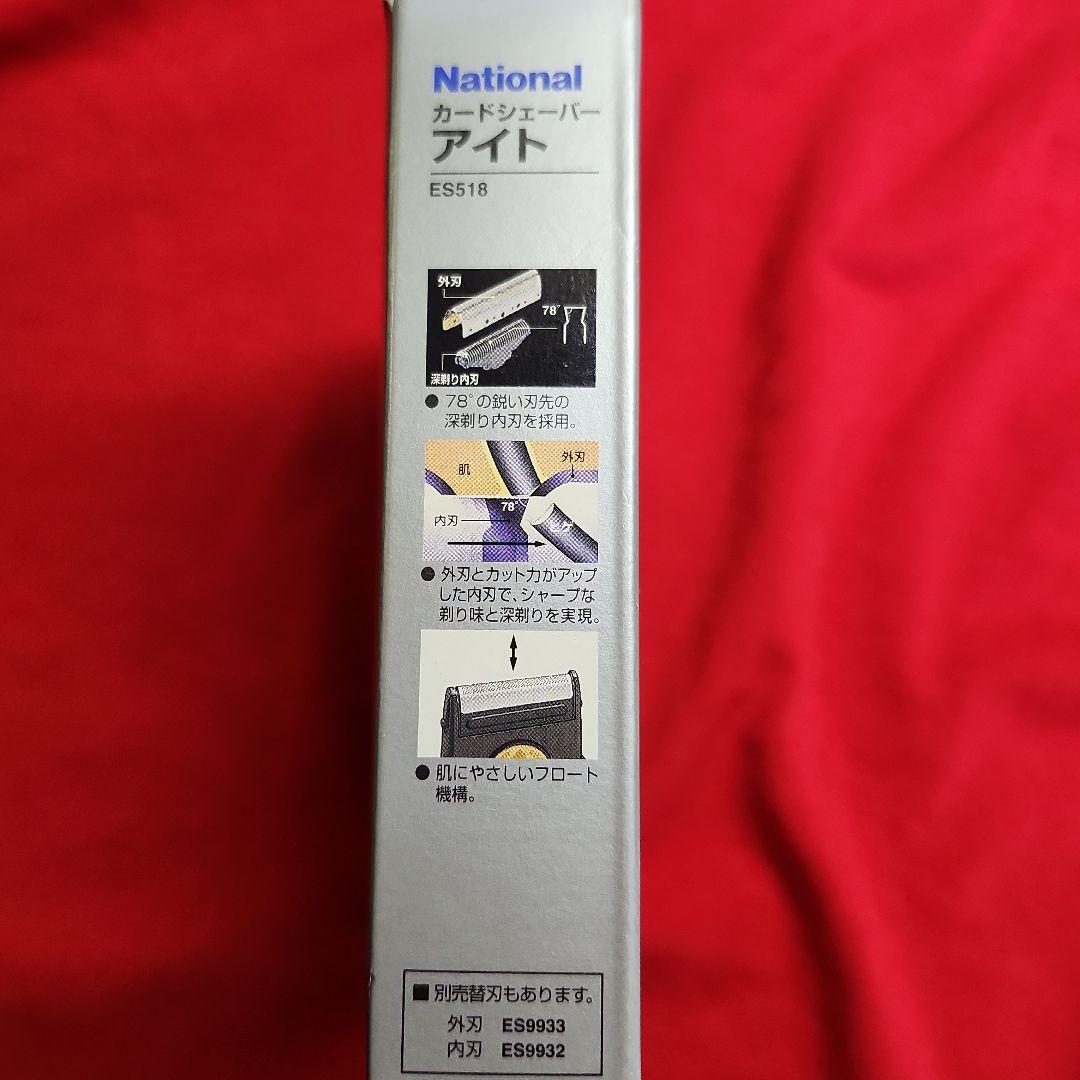 National
カードシェーバー
アイト
ES518
外刃
78°
深剃り内刃
● 78°の鋭い刃先の
深剃り内刃を採用。
肌
外刃
78°
内刃
ヒゲ
● 外刃とカット力がアップ
した内刃で、シャープな
剃り味と深剃りを実現。
● 肌にやさしいフロート
機構。
■ 別売替刃もあります。
外刃 ES9933
内刃 ES9932